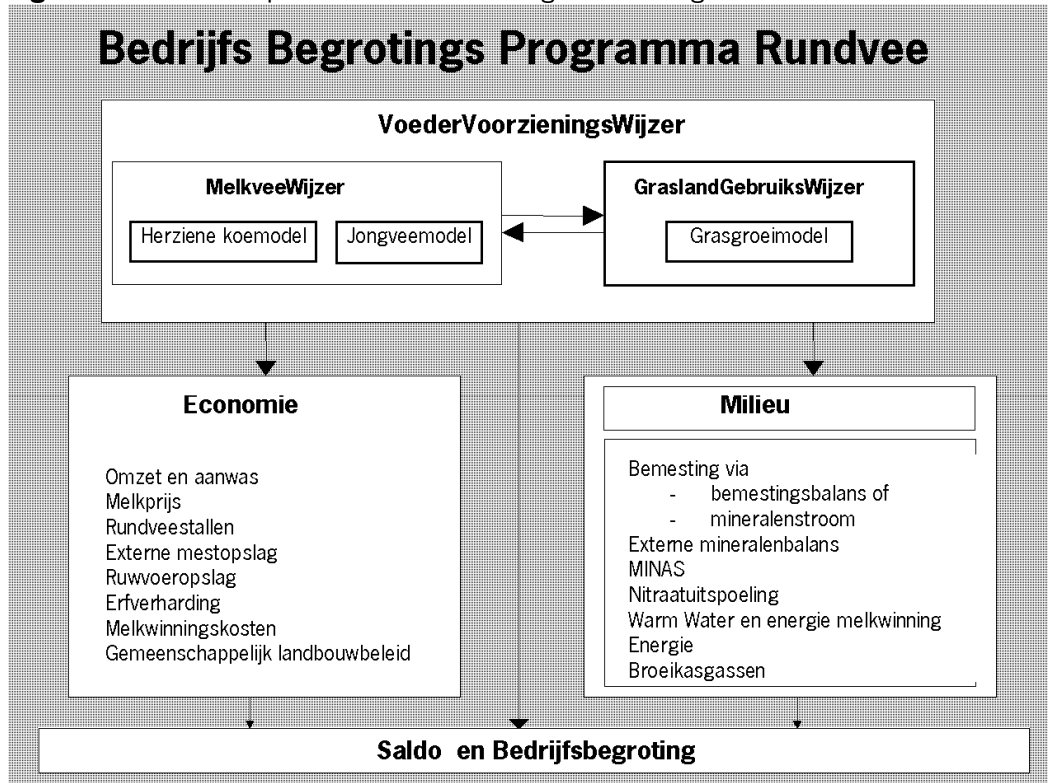 Bedrijfs Begrotings Programma Rundvee
VoederVoorzieningsWijzer
MelkveeWijzer
Herziene koemodel
Jongveemodel
GraslandGebruiksWijzer
Grasgroeimodel
Economie
Omzet en aanwas
Melkprijs
Rundveestallen
Externe mestopslag
Ruwvoeropslag
Erfverharding
Melkwinningskosten
Gemeenschappelijk landbouwbeleid
Milieu
Bemesting via
- bemestingsbalans of
- mineralenstroom
Externe mineralenbalans
MINAS
Nitraatuitspoeling
Warm Water en energie melkwinning
Energie
Broeikasgassen
Saldo en Bedrijfsbegroting